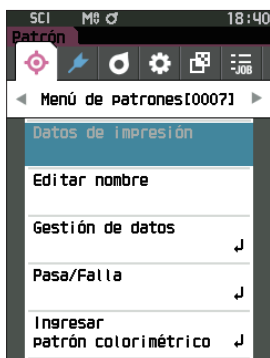 SCI M 18:40
Patrón
-JOB
Menú de patrones[0007]
Datos de impresión
Editar nombre
Gestión de datos
Pasa/Falla
Ingresar
patrón colorimétrico